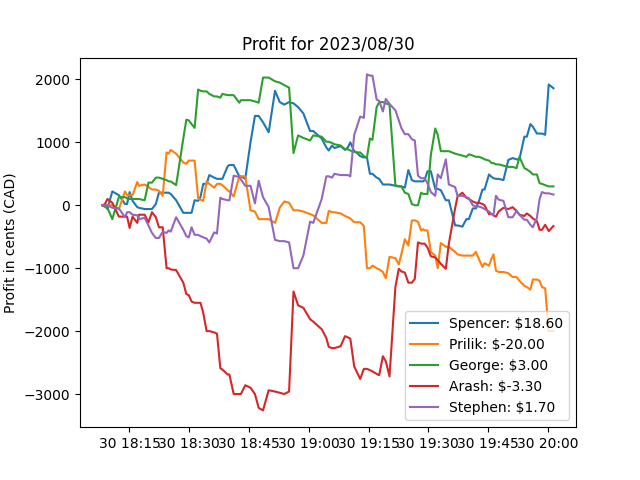 Profit for 2023/08/30
Profit in cents (CAD)
2000
1000
0
−1000
−2000
−3000
30 18:15 30 18:30 30 18:45 30 19:00 30 19:15 30 19:30 30 19:45 30 20:00
Spencer: $18.60
Prilik: $-20.00
George: $3.00
Arash: $-3.30
Stephen: $1.70